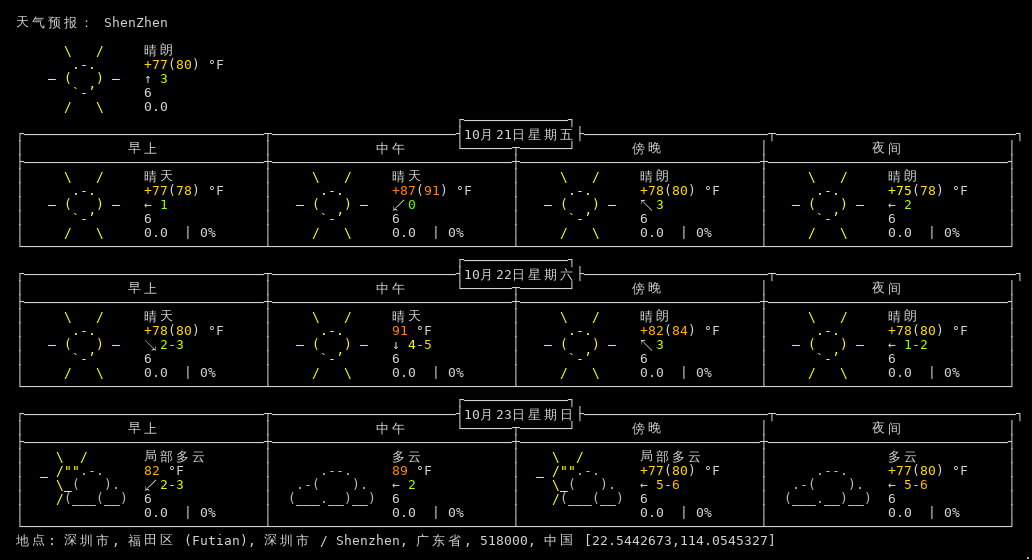 天气预报: ShenZhen
晴朗
+77(80) °F
↑ 3
6
0.0
10月21日星期五
早上 中午 傍晚 夜间
晴天 晴天 晴朗 晴朗
+77(78) °F +87(91) °F +78(80) °F +75(78) °F
← 1 ↙ 0 ↖ 3 ← 2
6 6 6 6
0.0 | 0% 0.0 | 0% 0.0 | 0% 0.0 | 0%
10月22日星期六
早上 中午 傍晚 夜间
晴天 晴天 晴朗 晴朗
+78(80) °F 91 °F +82(84) °F +78(80) °F
↘ 2-3 ↓ 4-5 ↖ 3 ← 1-2
6 6 6 6
0.0 | 0% 0.0 | 0% 0.0 | 0% 0.0 | 0%
10月23日星期日
早上 中午 傍晚 夜间
局部多云 多云 局部多云 多云
82 °F 89 °F +77(80) °F +77(80) °F
↙ 2-3 ← 2 ← 5-6 ← 5-6
6 6 6 6
0.0 | 0% 0.0 | 0% 0.0 | 0% 0.0 | 0%
地点: 深圳市, 福田区 (Futian), 深圳市 / Shenzhen, 广东省, 518000, 中国 [22.5442673,114.0545327]